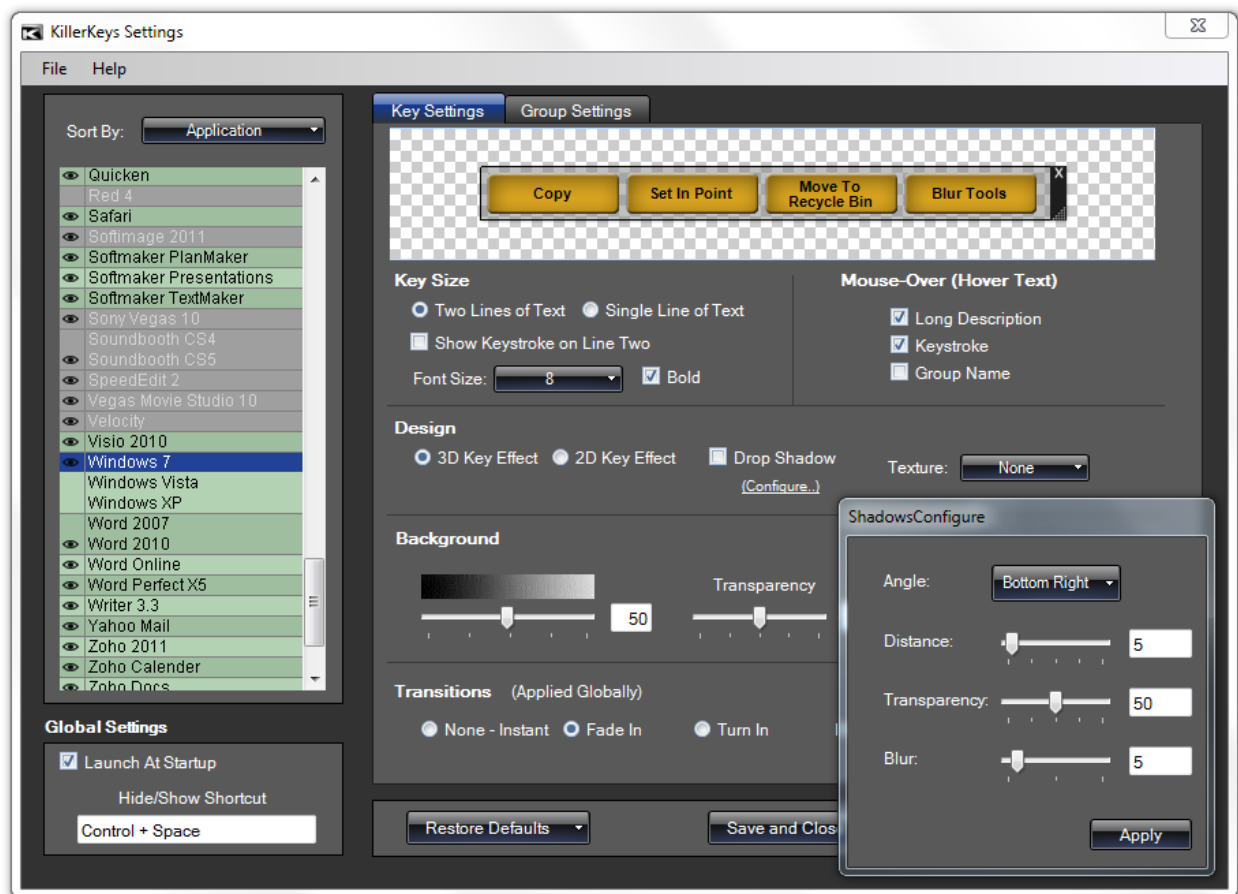 KillerKeys Settings
File Help
Sort By: Application
Quicken
Red 4
Safari
Softimage 2011
Softmaker PlanMaker
Softmaker Presentations
Softmaker TextMaker
Sony Vegas 10
Soundbooth CS4
Soundbooth CS5
SpeedEdit 2
Vegas Movie Studio 10
Velocity
Visio 2010
Windows 7
Windows Vista
Windows XP
Word 2007
Word 2010
Word Online
Word Perfect X5
Writer 3.3
Yahoo Mail
Zoho 2011
Zoho Calender
Zoho Docs
Global Settings
Launch At Startup
Hide/Show Shortcut
Control + Space
Key Settings Group Settings
Copy Set In Point Move To Recycle Bin Blur Tools X
Key Size
Two Lines of Text Single Line of Text
Show Keystroke on Line Two
Font Size: 8 Bold
Mouse-Over (Hover Text)
Long Description
Keystroke
Group Name
Design
3D Key Effect 2D Key Effect Drop Shadow Texture: None
(Configure..)
Background
Transparency
50
Transitions (Applied Globally)
None - Instant Fade In Turn In
Restore Defaults Save and Clos
ShadowsConfigure
Angle: Bottom Right
Distance: 5
Transparency: 50
Blur: 5
Apply